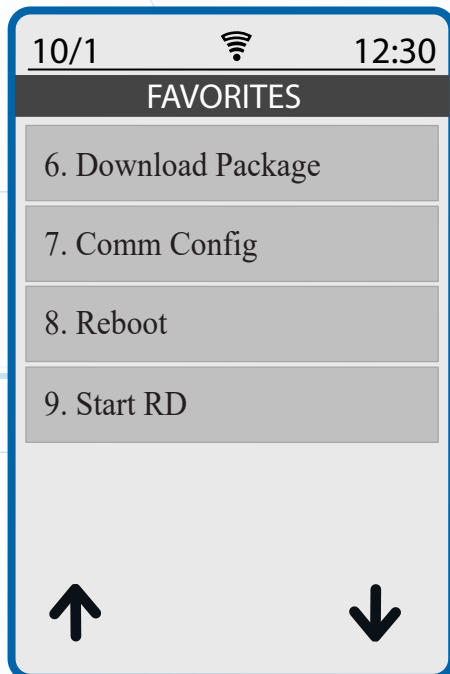 10/1 12:30
FAVORITES
6. Download Package
7. Comm Config
8. Reboot
9. Start RD